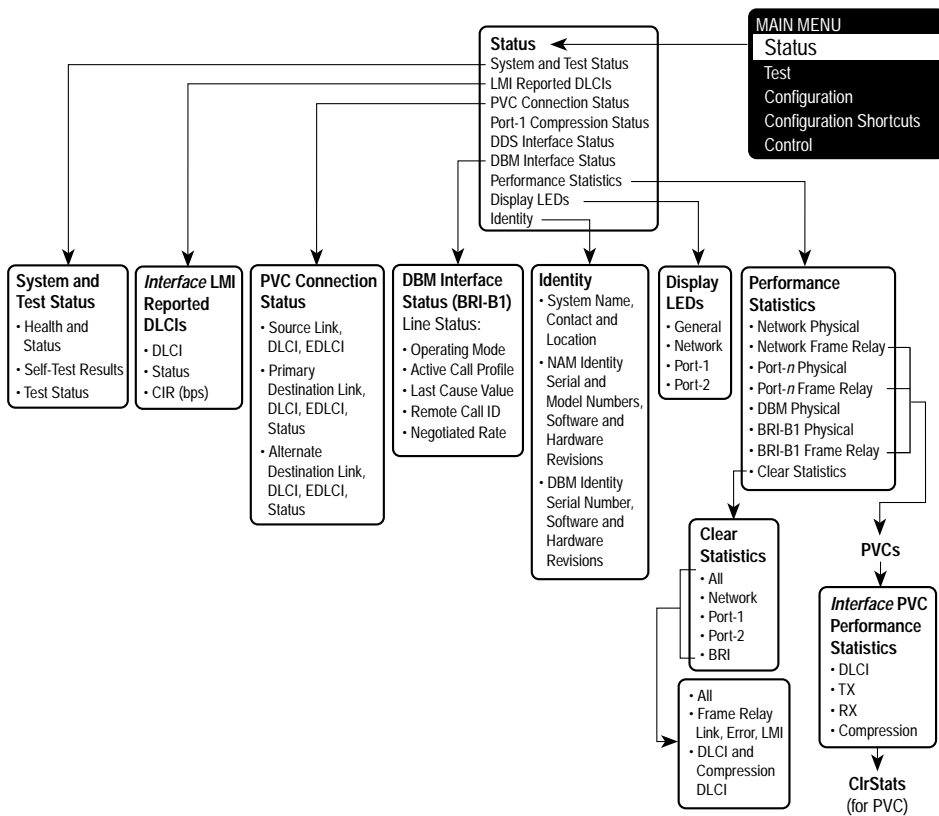 MAIN MENU
Status
Test
Configuration
Configuration Shortcuts
Control
Status
System and Test Status
LMI Reported DLCIs
PVC Connection Status
Port-1 Compression Status
DDS Interface Status
DBM Interface Status
Performance Statistics
Display LEDs
Identity
System and
Test Status
• Health and
Status
• Self-Test Results
• Test Status
Interface LMI
Reported
DLCIs
• DLCI
• Status
• CIR (bps)
PVC Connection
Status
• Source Link,
DLCI, EDLCI
• Primary
Destination Link,
DLCI, EDLCI,
Status
• Alternate
Destination Link,
DLCI, EDLCI,
Status
DBM Interface
Status (BRI-B1)
Line Status:
• Operating Mode
• Active Call Profile
• Last Cause Value
• Remote Call ID
• Negotiated Rate
Identity
• System Name,
Contact and
Location
• NAM Identity
Serial and
Model Numbers,
Software and
Hardware
Revisions
• DBM Identity
Serial Number,
Software and
Hardware
Revisions
Display
LEDs
• General
• Network
• Port-1
• Port-2
Performance
Statistics
• Network Physical
• Network Frame Relay
• Port-n Physical
• Port-n Frame Relay
• DBM Physical
• BRI-B1 Physical
• BRI-B1 Frame Relay
• Clear Statistics
Clear
Statistics
• All
• Network
• Port-1
• Port-2
• BRI
• All
• Frame Relay
Link, Error, LMI
• DLCI and
Compression
DLCI
PVCs
Interface PVC
Performance
Statistics
• DLCI
• TX
• RX
• Compression
ClrStats
(for PVC)